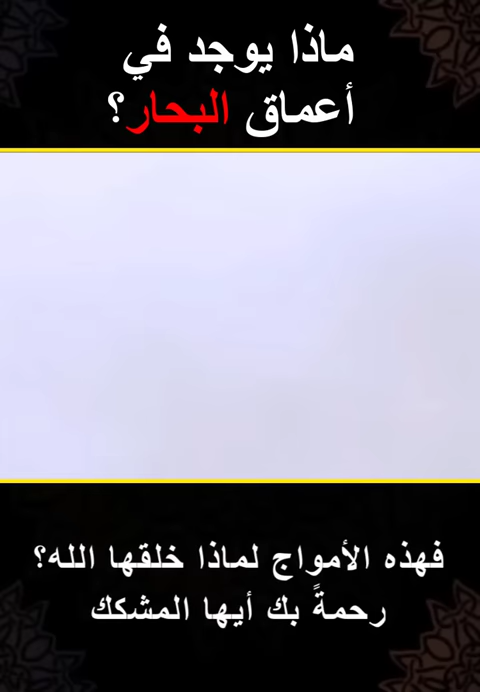 ماذا يوجد في
أعماق البحار؟
فهذه الأمواج لماذا خلقها الله؟
رحمةً بك أيها المشكك